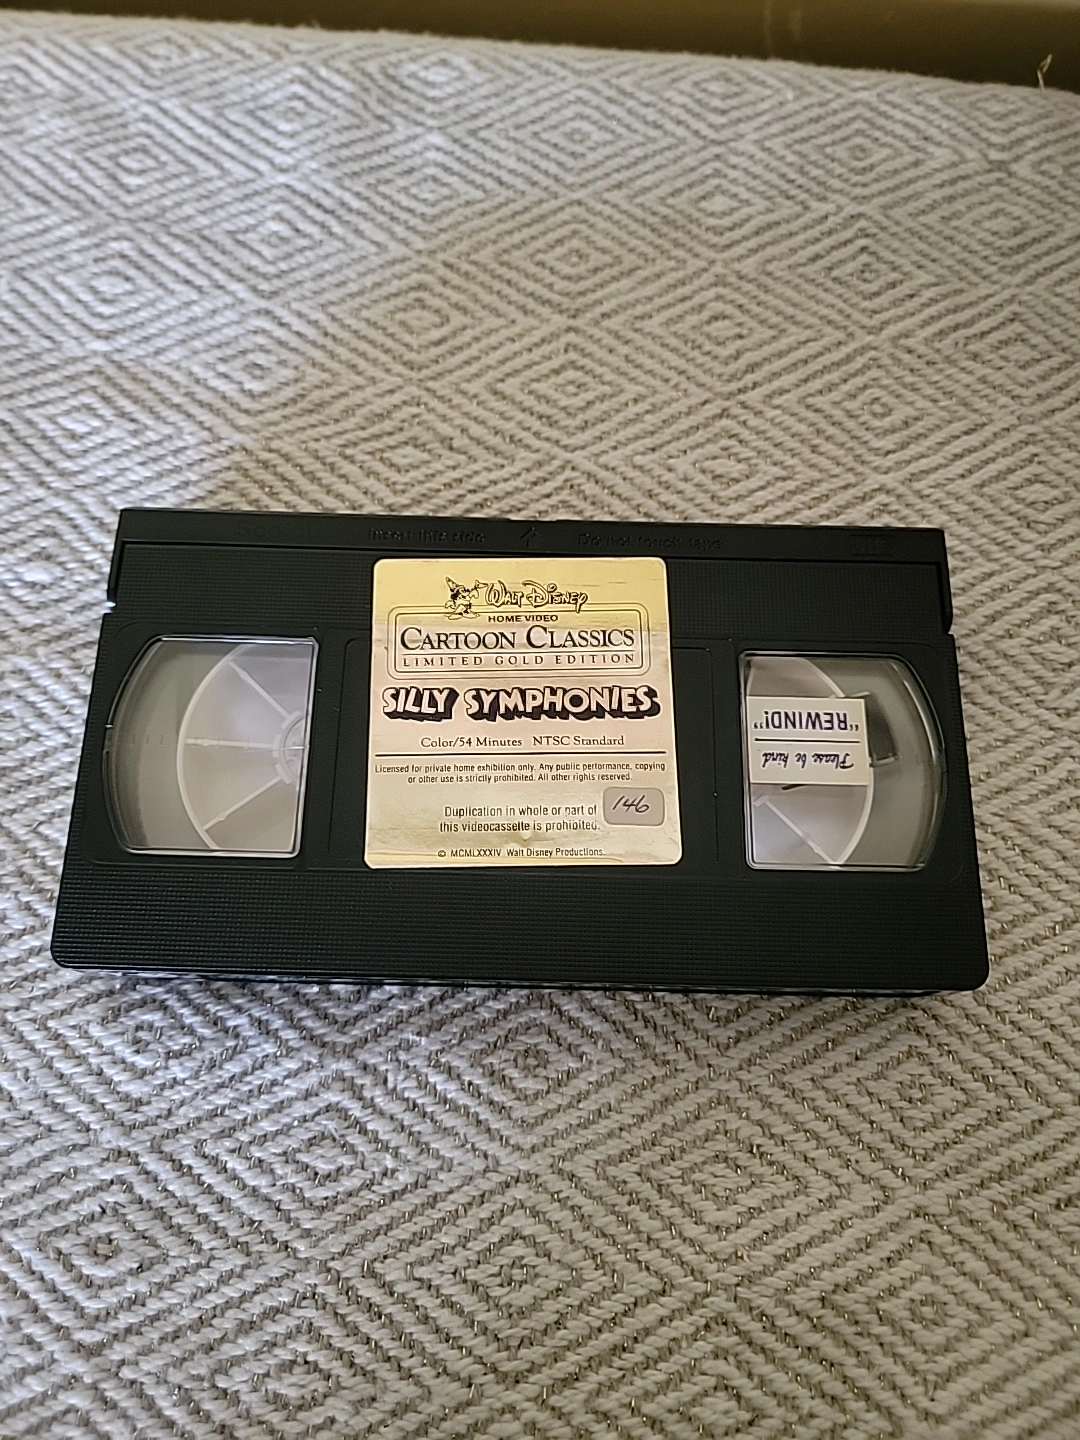 Insert this side Do not touch tape
VHS
WALT DISNEY
HOME VIDEO
CARTOON CLASSICS
LIMITED GOLD EDITION
SILLY SYMPHONIES
Color/54 Minutes NTSC Standard
Licensed for private home exhibition only. Any public performance, copying
or other use is strictly prohibited. All other rights reserved.
146
Duplication in whole or part of
this videocassette is prohibited.
© MCMLXXXIV Walt Disney Productions.
Please be kind
"REWIND!"